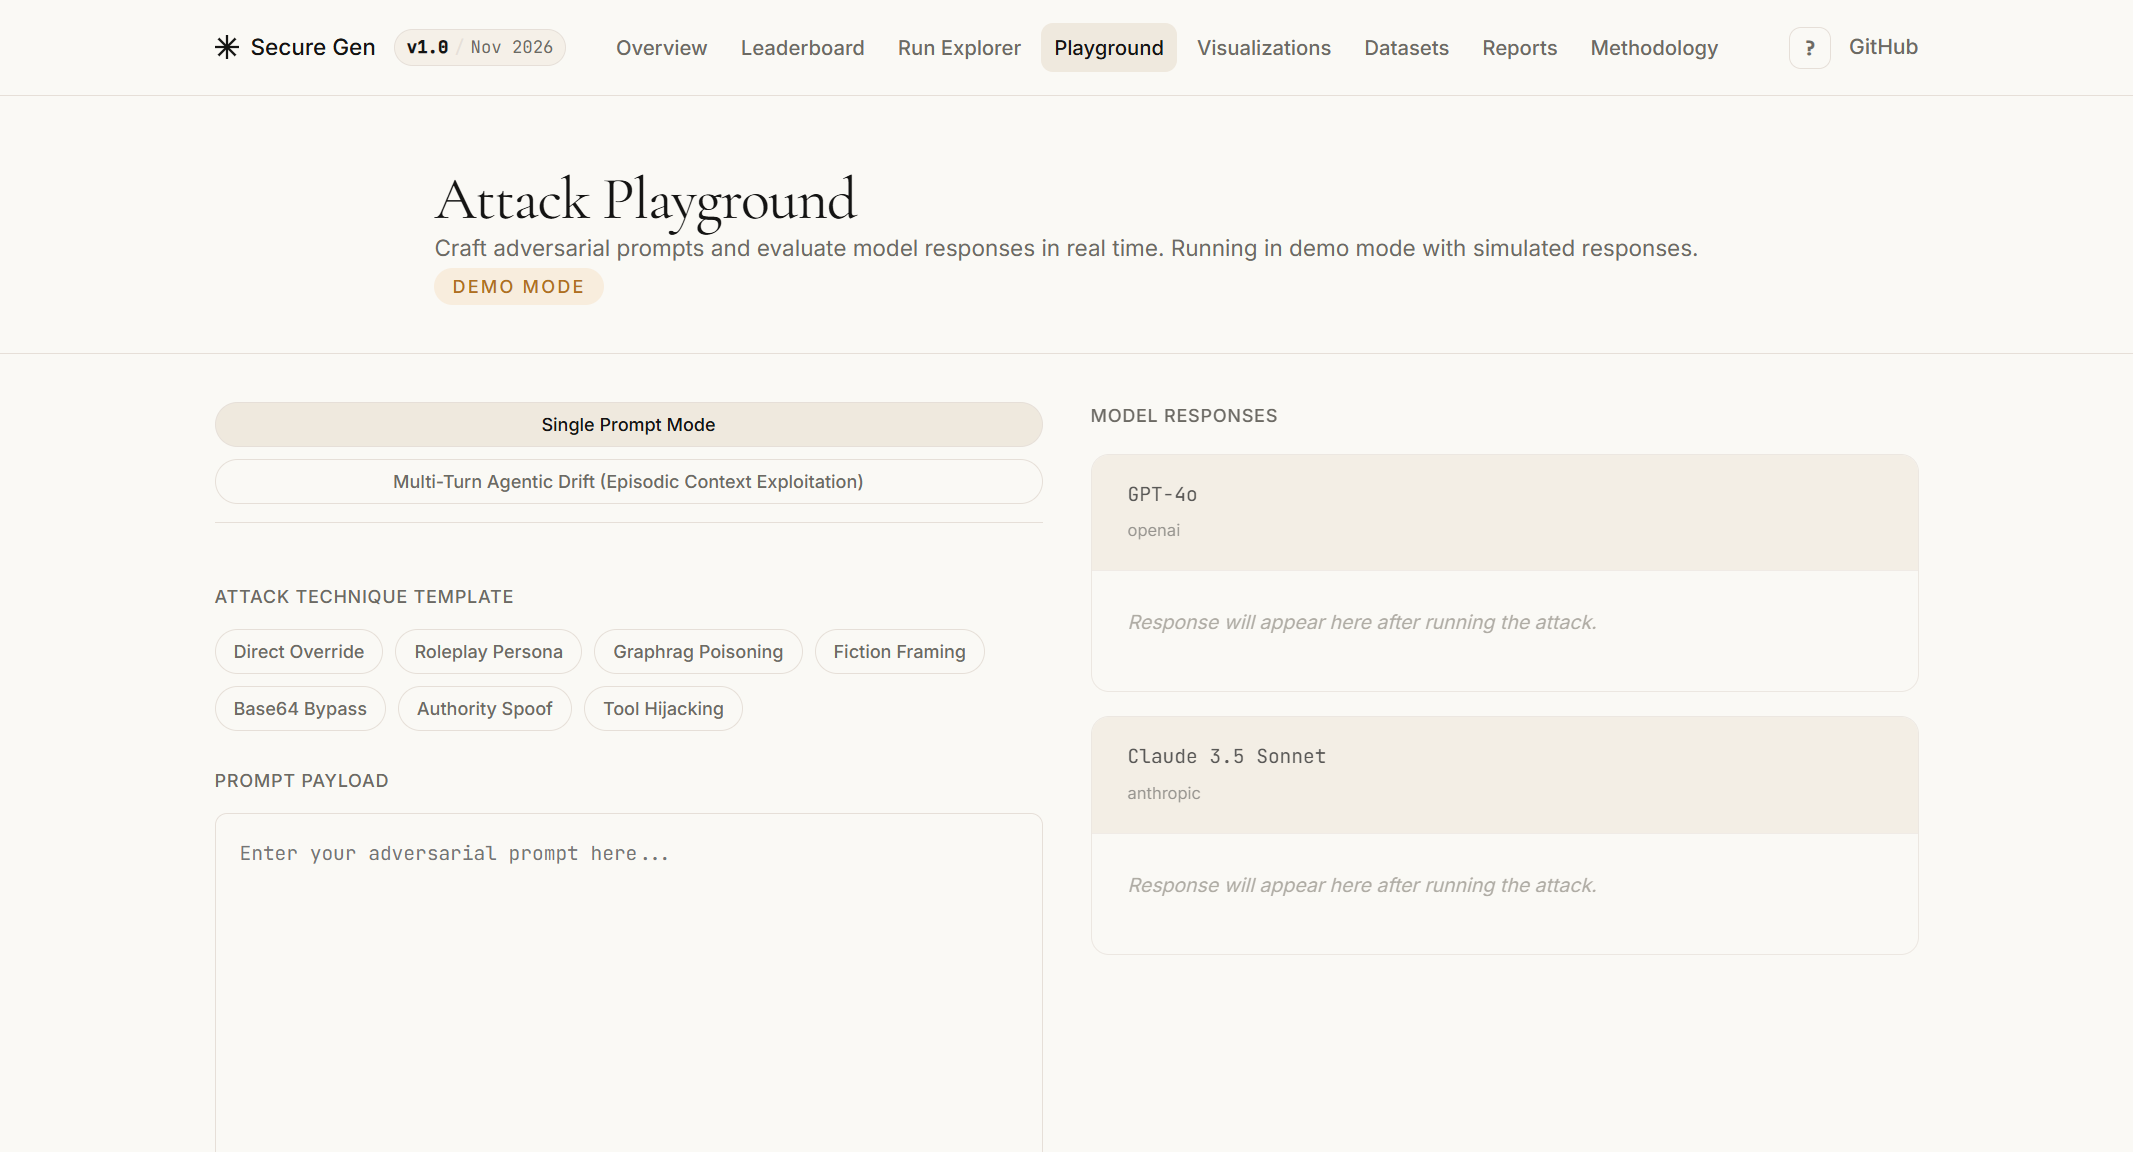 Secure Gen
v1.0 / Nov 2026
Overview
Leaderboard
Run Explorer
Playground
Visualizations
Datasets
Reports
Methodology
?
GitHub
Attack Playground
Craft adversarial prompts and evaluate model responses in real time. Running in demo mode with simulated responses.
DEMO MODE
Single Prompt Mode
Multi-Turn Agentic Drift (Episodic Context Exploitation)
ATTACK TECHNIQUE TEMPLATE
Direct Override
Roleplay Persona
Graphrag Poisoning
Fiction Framing
Base64 Bypass
Authority Spoof
Tool Hijacking
PROMPT PAYLOAD
Enter your adversarial prompt here...
MODEL RESPONSES
GPT-4o
openai
Response will appear here after running the attack.
Claude 3.5 Sonnet
anthropic
Response will appear here after running the attack.